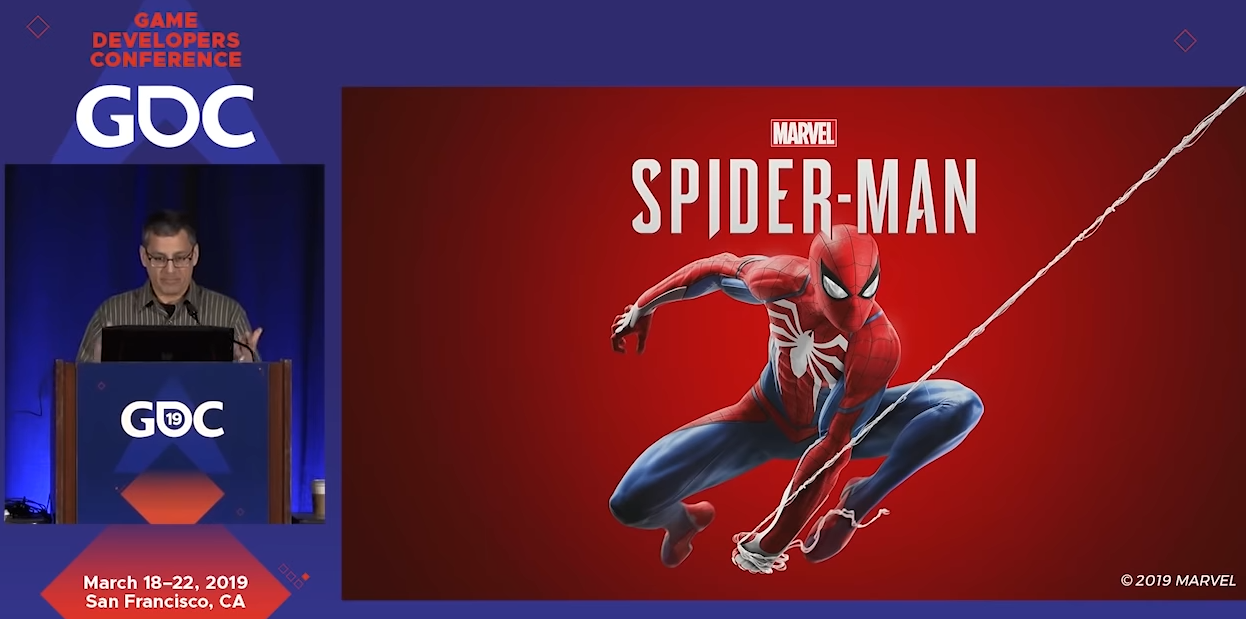 GAME
DEVELOPERS
CONFERENCE
GDC
GDC
19
March 18–22, 2019
San Francisco, CA
MARVEL
SPIDER-MAN
© 2019 MARVEL